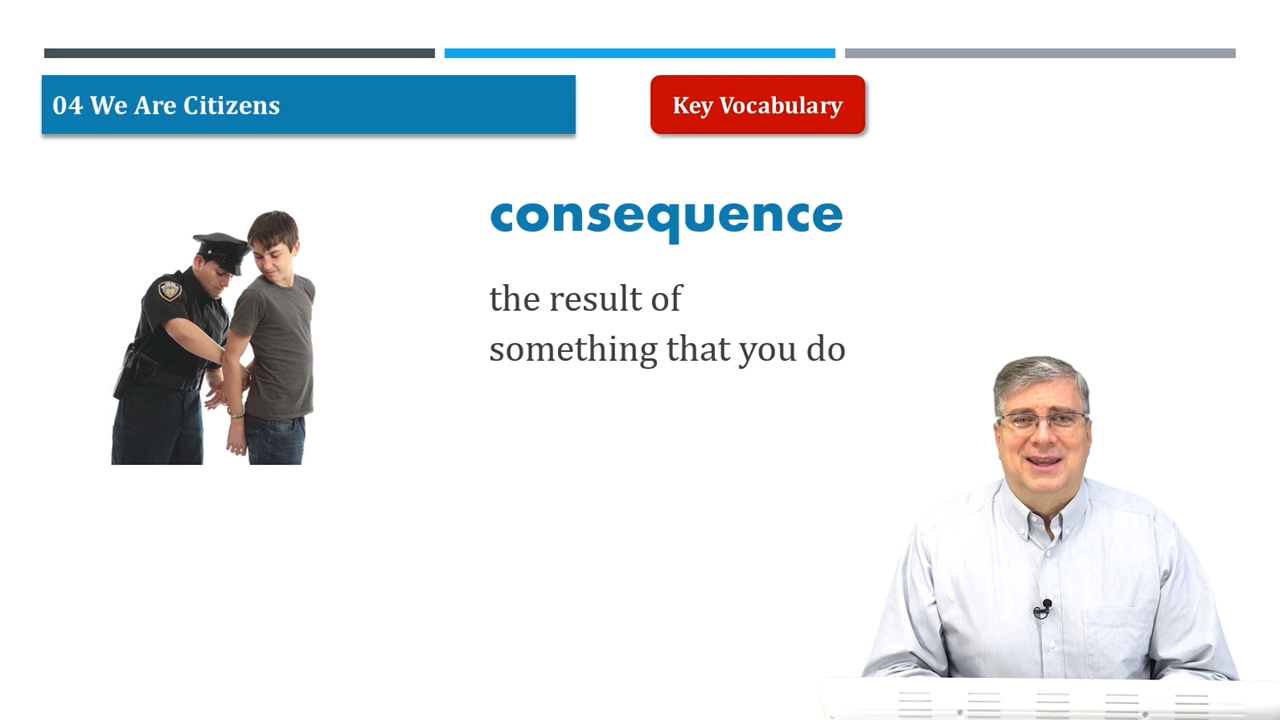 04 We Are Citizens
Key Vocabulary
consequence
the result of
something that you do